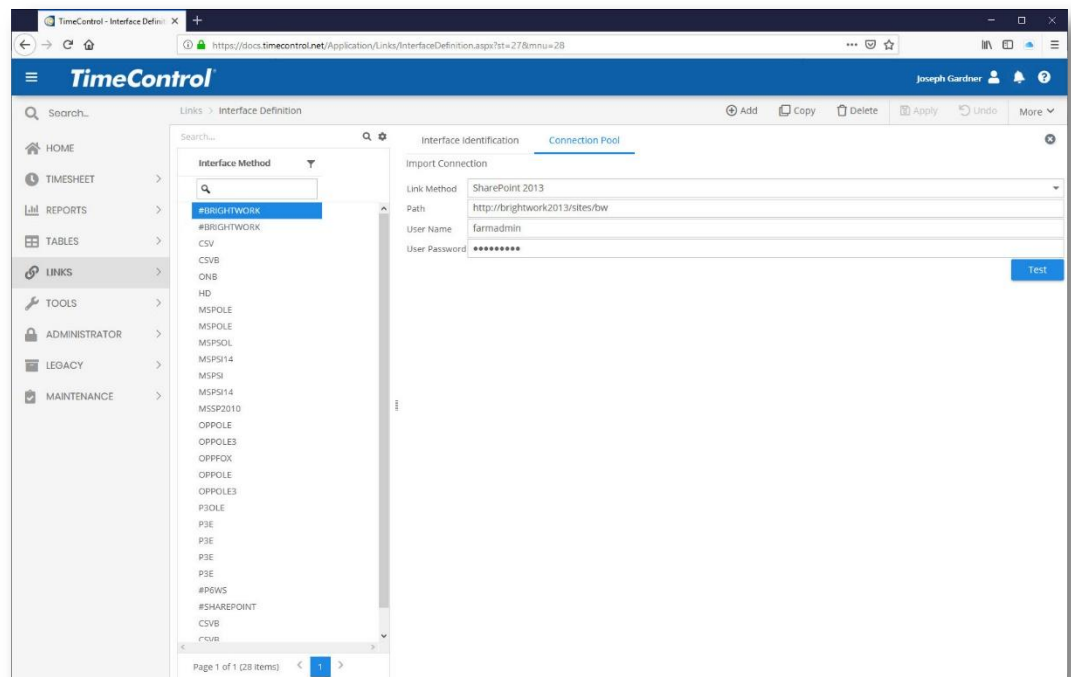 TimeControl - Interface Definit
https://docs.timecontrol.net/Application/Links/InterfaceDefinition.aspx?st=27&mnu=28
TimeControl
Joseph Gardner
Search...
Links > Interface Definition
Add Copy Delete Apply Undo More
HOME
TIMESHEET
REPORTS
TABLES
LINKS
TOOLS
ADMINISTRATOR
LEGACY
MAINTENANCE
Search...
Interface Method
#BRIGHTWORK
#BRIGHTWORK
CSV
CSVB
ONB
HD
MSPOLE
MSPOLE
MSPSOL
MSPSI14
MSPSI
MSPSI14
MSSP2010
OPPOLE
OPPOLE3
OPPFOX
OPPOLE
OPPOLE3
P3OLE
P3E
P3E
P3E
P3E
#P6WS
#SHAREPOINT
CSVB
CSVB
Page 1 of 1 (28 items) < 1 >
Interface Identification Connection Pool
Import Connection
Link Method SharePoint 2013
Path http://brightwork2013/sites/bw
User Name farmadmin
User Password •••••••••
Test